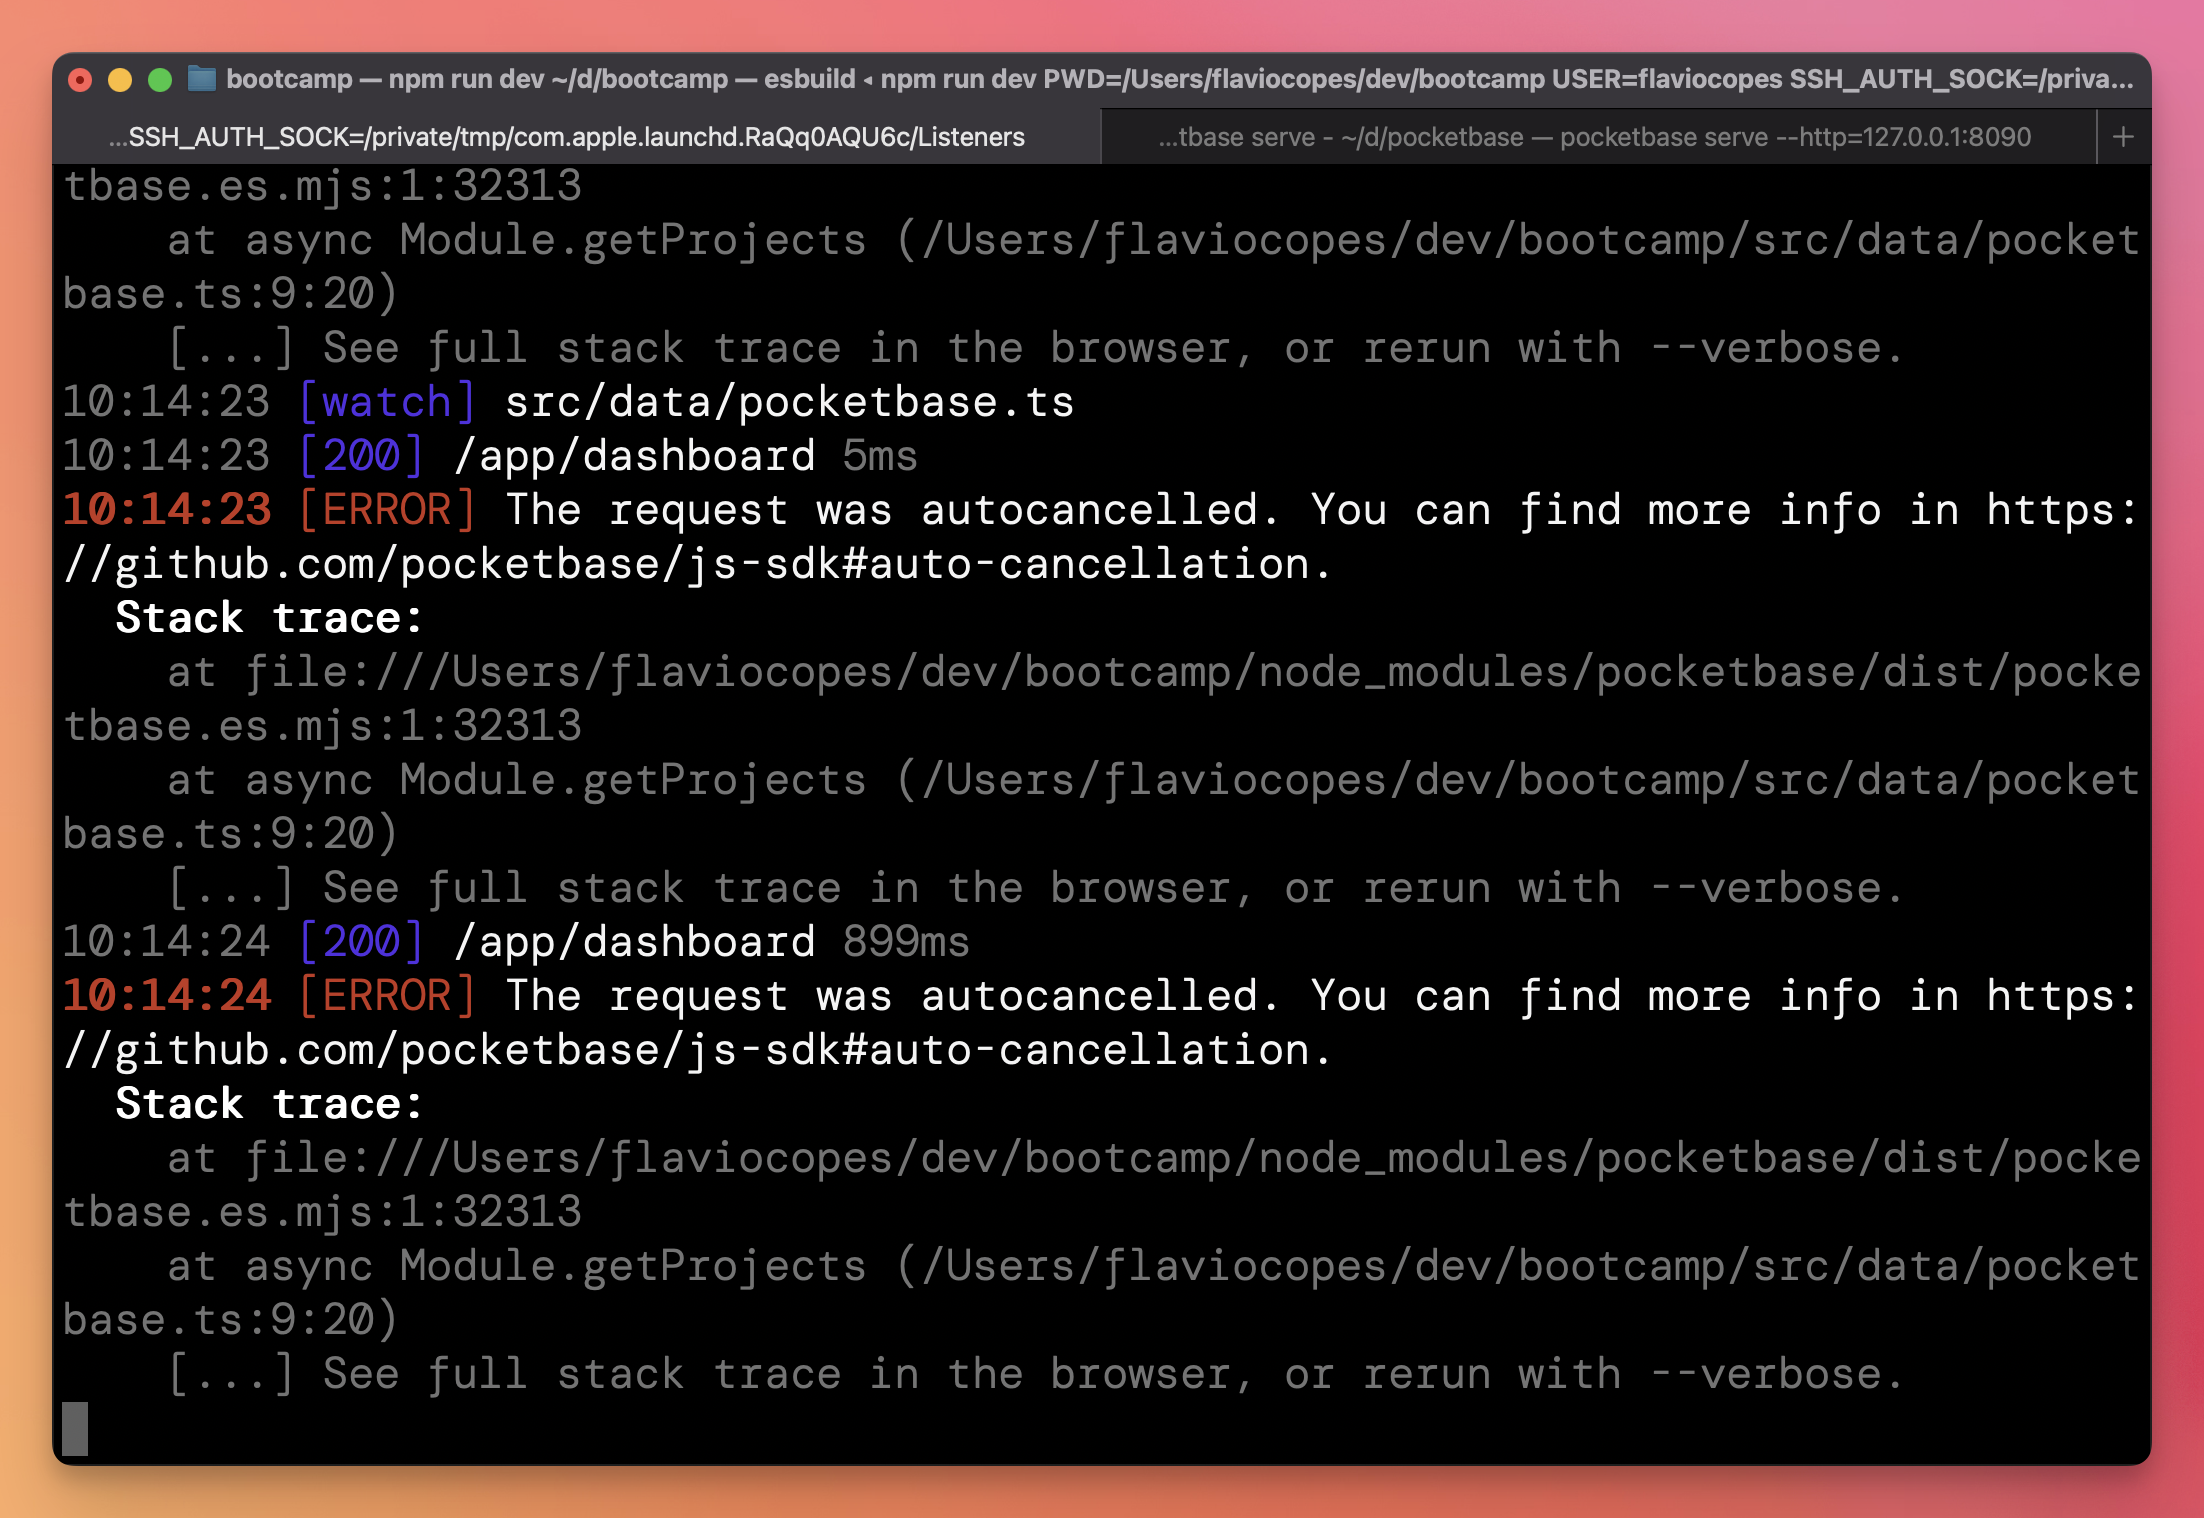 bootcamp — npm run dev ~/d/bootcamp — esbuild ◂ npm run dev PWD=/Users/flaviocopes/dev/bootcamp USER=flaviocopes SSH_AUTH_SOCK=/priva...
...SSH_AUTH_SOCK=/private/tmp/com.apple.launchd.RaQq0AQU6c/Listeners
...tbase serve - ~/d/pocketbase — pocketbase serve --http=127.0.0.1:8090
+
tbase.es.mjs:1:32313
    at async Module.getProjects (/Users/flaviocopes/dev/bootcamp/src/data/pocket
base.ts:9:20)
    [...] See full stack trace in the browser, or rerun with --verbose.
10:14:23 [watch] src/data/pocketbase.ts
10:14:23 [200] /app/dashboard 5ms
10:14:23 [ERROR] The request was autocancelled. You can find more info in https:
//github.com/pocketbase/js-sdk#auto-cancellation.
  Stack trace:
    at file:///Users/flaviocopes/dev/bootcamp/node_modules/pocketbase/dist/pocke
tbase.es.mjs:1:32313
    at async Module.getProjects (/Users/flaviocopes/dev/bootcamp/src/data/pocket
base.ts:9:20)
    [...] See full stack trace in the browser, or rerun with --verbose.
10:14:24 [200] /app/dashboard 899ms
10:14:24 [ERROR] The request was autocancelled. You can find more info in https:
//github.com/pocketbase/js-sdk#auto-cancellation.
  Stack trace:
    at file:///Users/flaviocopes/dev/bootcamp/node_modules/pocketbase/dist/pocke
tbase.es.mjs:1:32313
    at async Module.getProjects (/Users/flaviocopes/dev/bootcamp/src/data/pocket
base.ts:9:20)
    [...] See full stack trace in the browser, or rerun with --verbose.